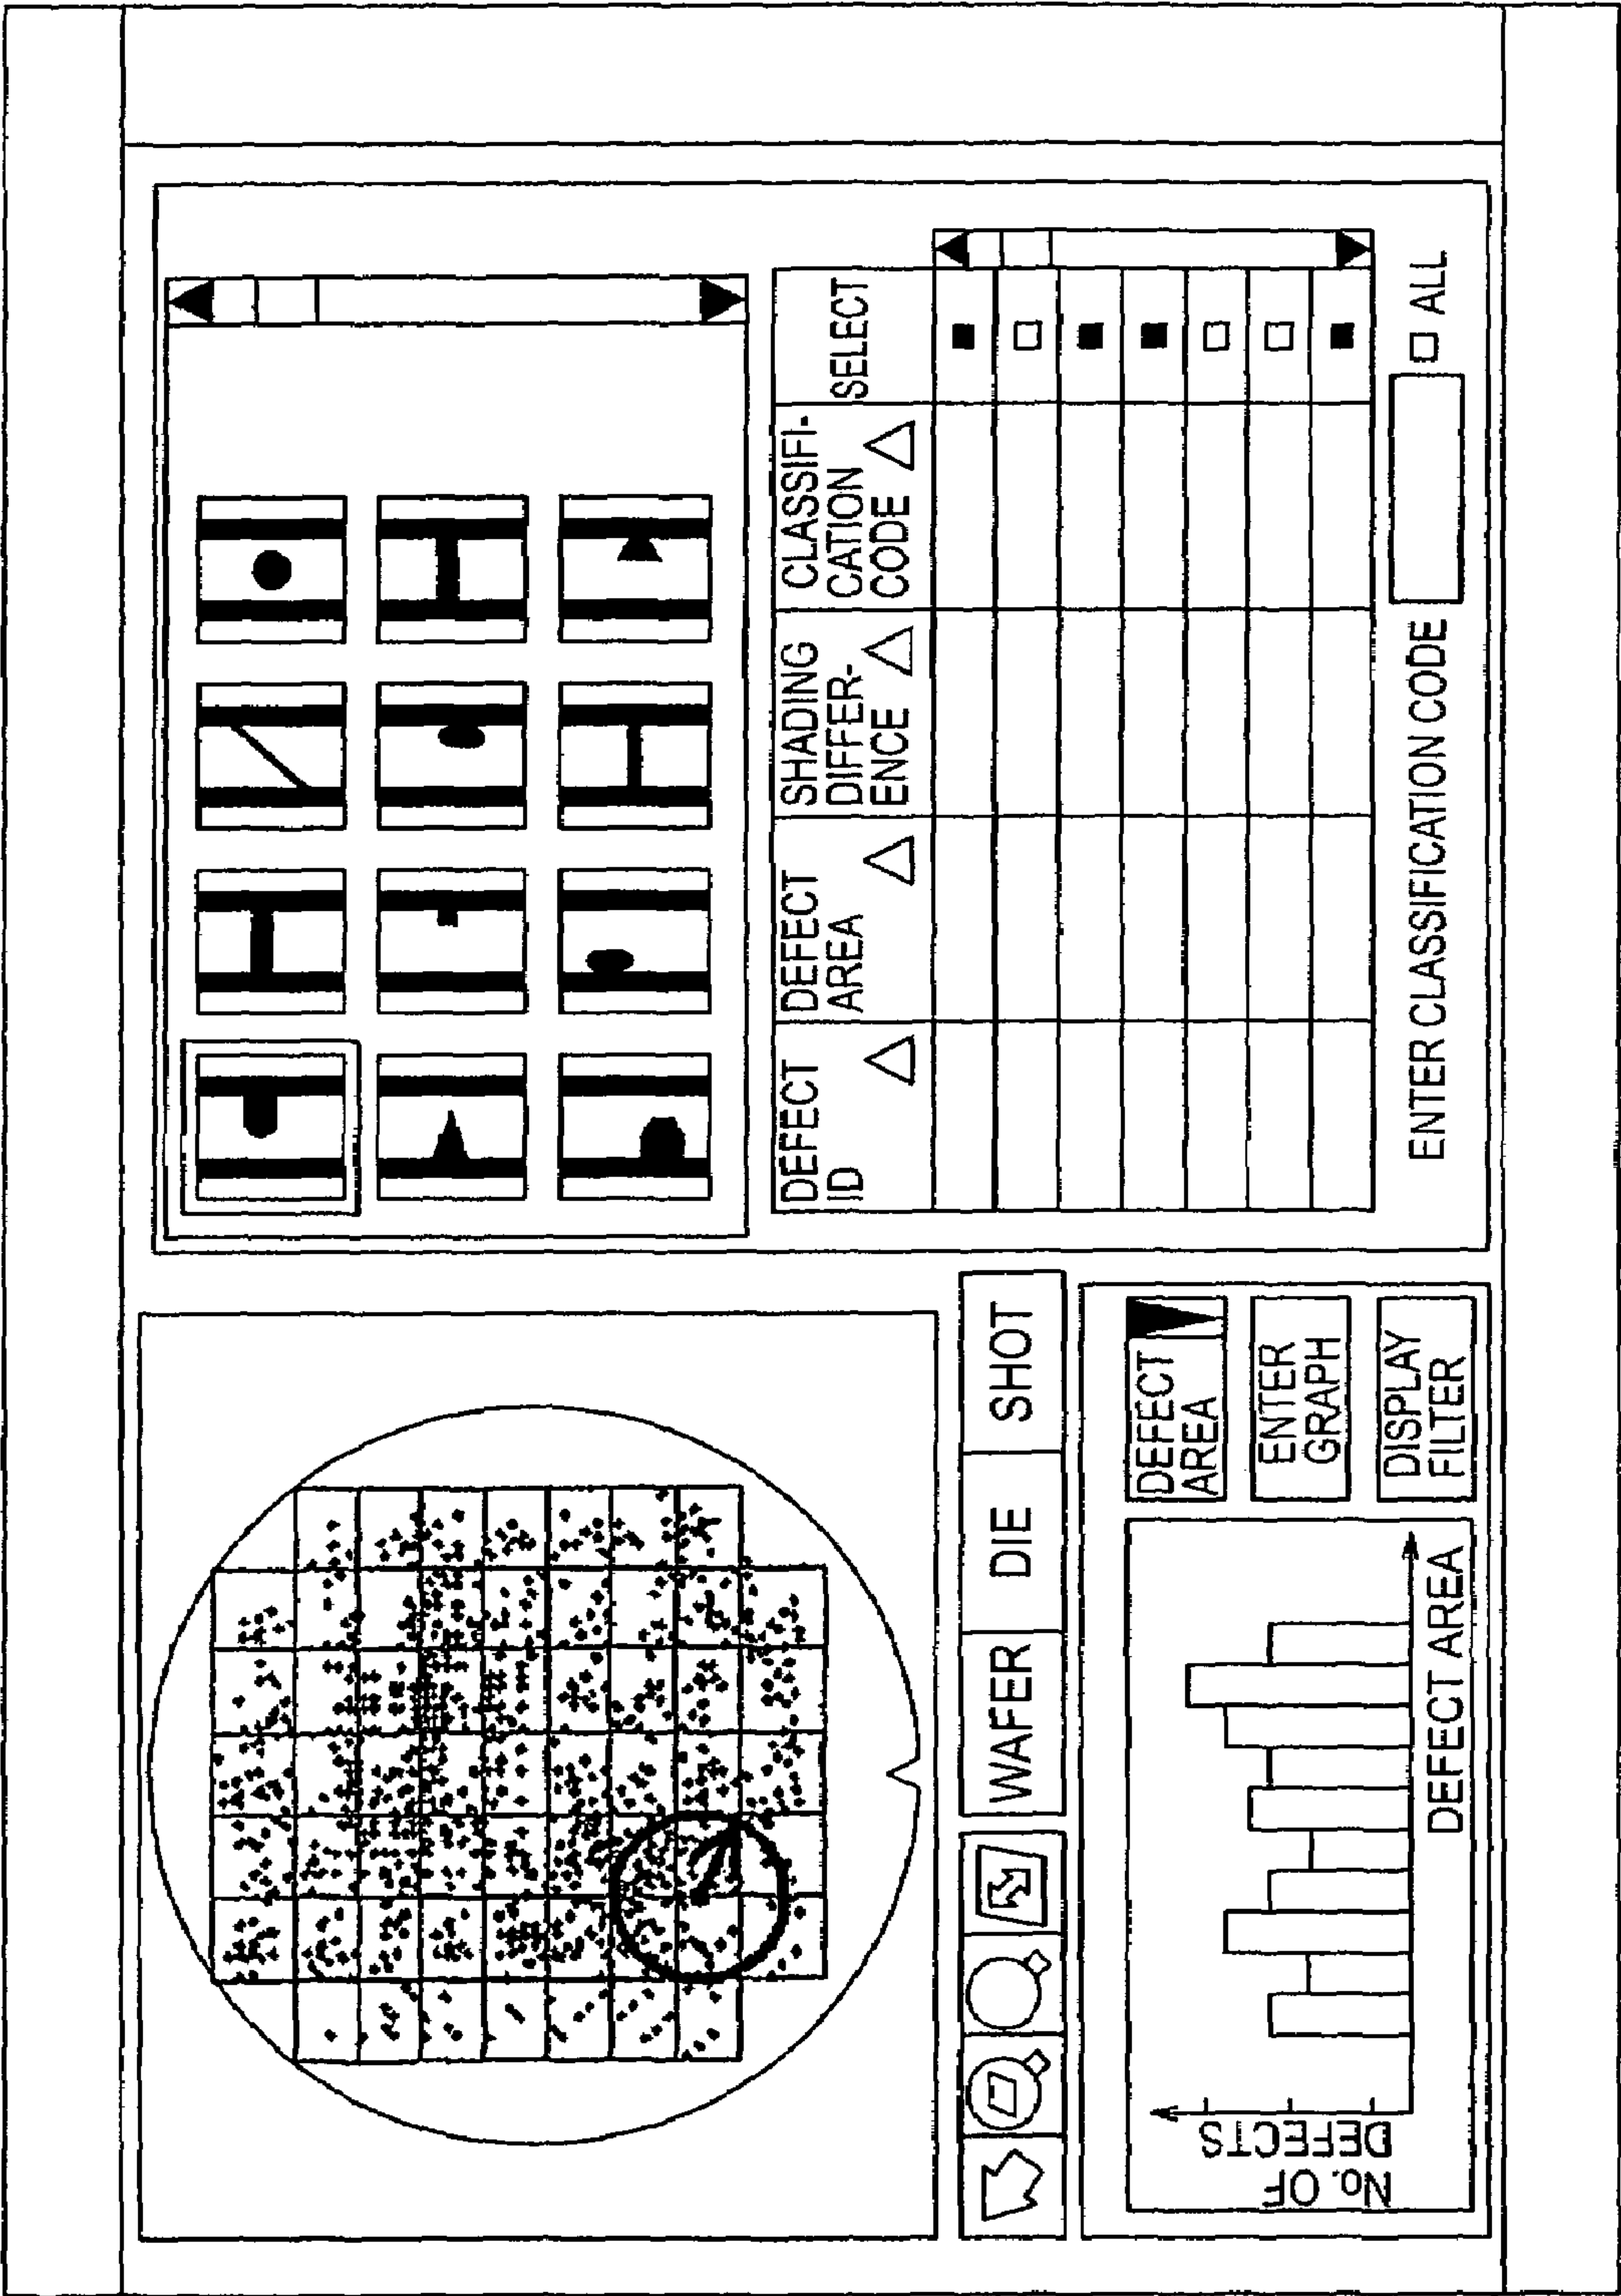 WAFER
DIE
SHOT
No. OF
DEFECTS
DEFECT AREA
DEFECT
AREA
ENTER
GRAPH
DISPLAY
FILTER
DEFECT
ID
DEFECT
AREA
SHADING
DIFFER-
ENCE
CLASSIFI-
CATION
CODE
SELECT
ENTER CLASSIFICATION CODE
ALL